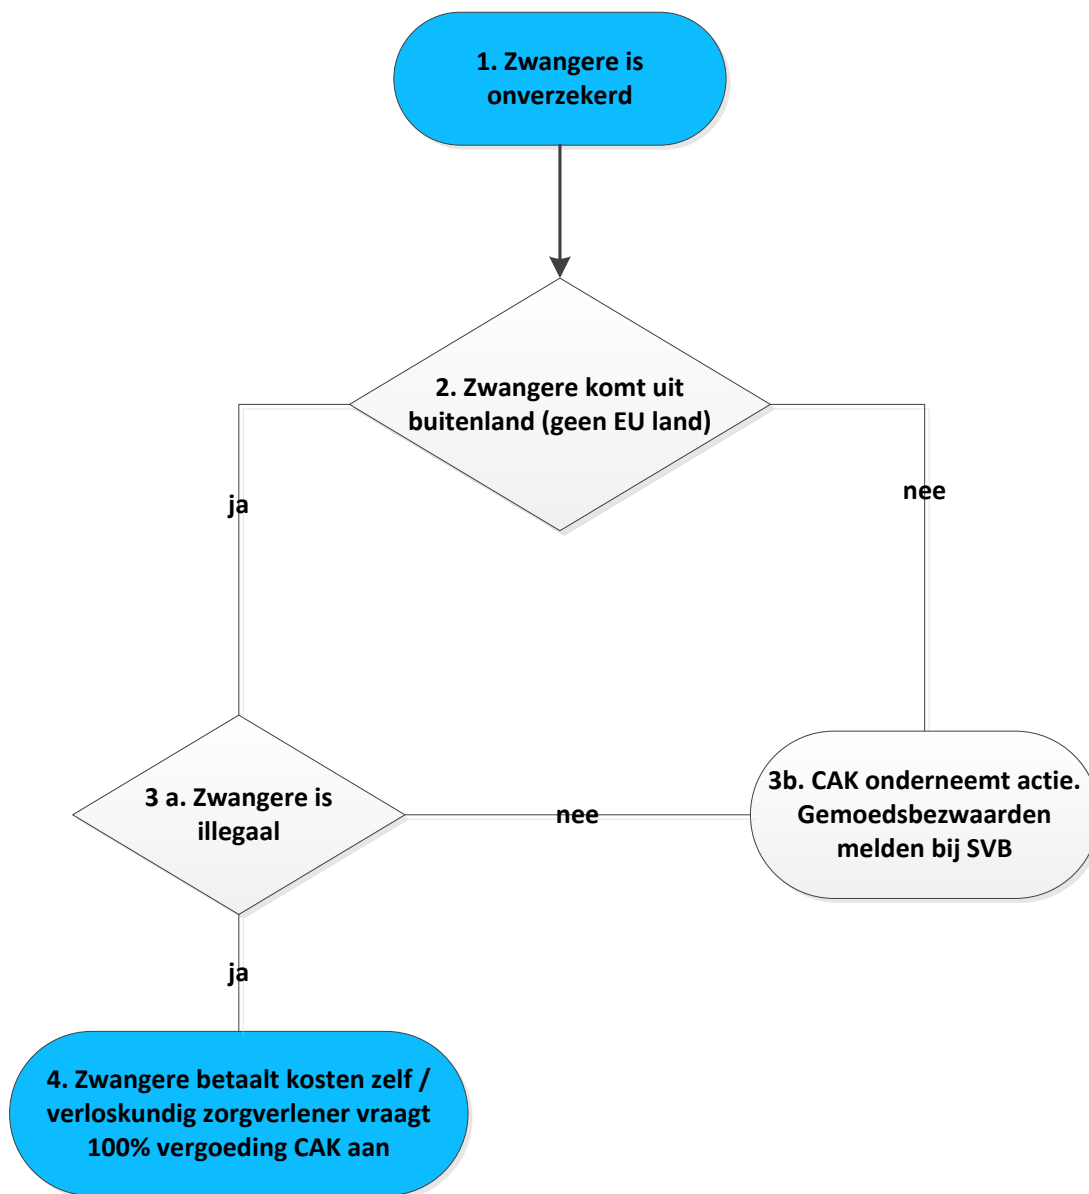 1. Zwangere is
onverzekerd
2. Zwangere komt uit
buitenland (geen EU land)
ja
nee
3 a. Zwangere is
illegaal
nee
3b. CAK onderneemt actie.
Gemoedsbezwaarden
melden bij SVB
ja
4. Zwangere betaalt kosten zelf /
verloskundig zorgverlener vraagt
100% vergoeding CAK aan